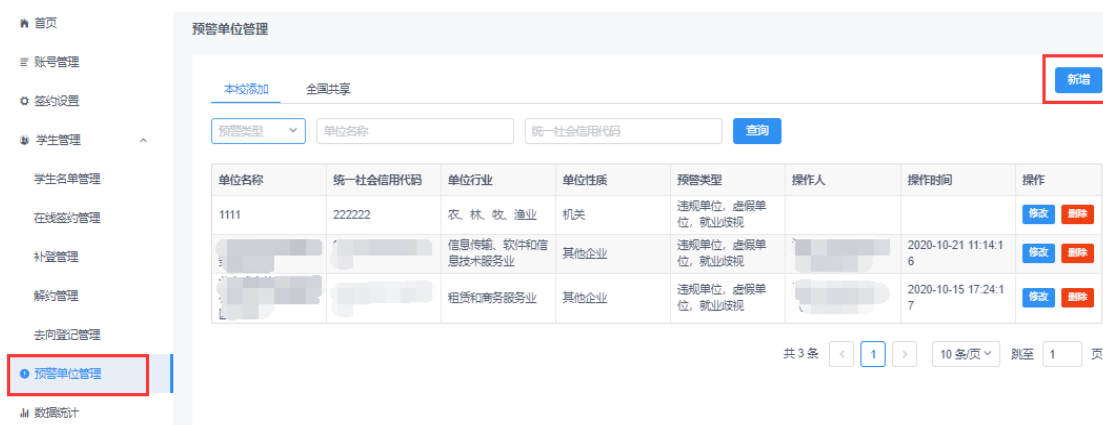 首页
账号管理
签约设置
学生管理
学生名单管理
在线签约管理
补登管理
解约管理
去向登记管理
预警单位管理
数据统计
预警单位管理
本校添加 全国共享
新增
预警类型 单位名称 统一社会信用代码 查询
单位名称 统一社会信用代码 单位行业 单位性质 预警类型 操作人 操作时间 操作
1111 222222 农、林、牧、渔业 机关 违规单位，虚假单
位，就业歧视 修改 删除
信息传输、软件和信 其他企业 违规单位，虚假单 2020-10-21 11:14:1 修改 删除
息技术服务业 位，就业歧视 6
租赁和商务服务业 其他企业 违规单位，虚假单 2020-10-15 17:24:1 修改 删除
位，就业歧视 7
共 3 条 < 1 > 10 条/页 跳至 1 页